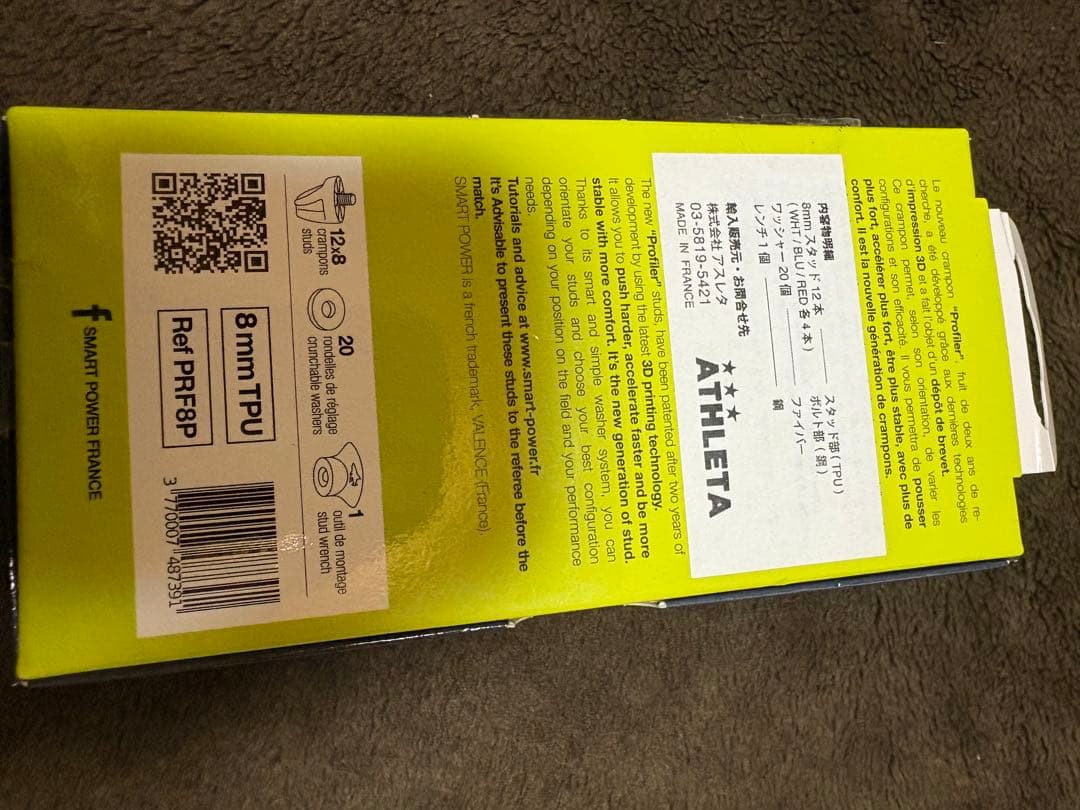 Le nouveau crampon "Profiler", fruit de deux ans de re-
cherche, a été développé grâce aux dernières technologies
d'impression 3D et a fait l'objet d'un dépôt de brevet.
Ce crampon permet, selon son orientation, de varier les
configurations et son efficacité. Il vous permettra de pousser
plus fort, accélérer plus fort, être plus stable, avec plus de
confort. Il est la nouvelle génération de crampons.
内容物明細
8mm スタッド 12 本 スタッド部 (TPU)
(WHT/BLU/RED 各4本) ボルト部 (鋼)
ワッシャー 20 個 ファイバー
レンチ 1 個 鋼
輸入販売元・お問合せ先
株式会社 アスレタ
03-5819-5421
MADE IN FRANCE
ATHLETA
The new "Profiler" studs, have been patented after two years of
development by using the latest 3D printing technology.
It allows you to push harder, accelerate faster and be more
stable with more comfort. It's the new generation of stud.
Thanks to its smart and simple washer system, you can
orientate your studs and choose your best configuration
depending on your position on the field and your performance
needs.
Tutorials and advice at www.smart-power.fr
It's Advisable to present these studs to the referee before the
match.
SMART POWER is a french trademark, VALENCE (France).
12x8
crampons
studs
20
rondelles de réglage
crunchable washers
1
outil de montage
stud wrench
8mm TPU
Ref PRF8P
3 770007 487391
f SMART POWER FRANCE